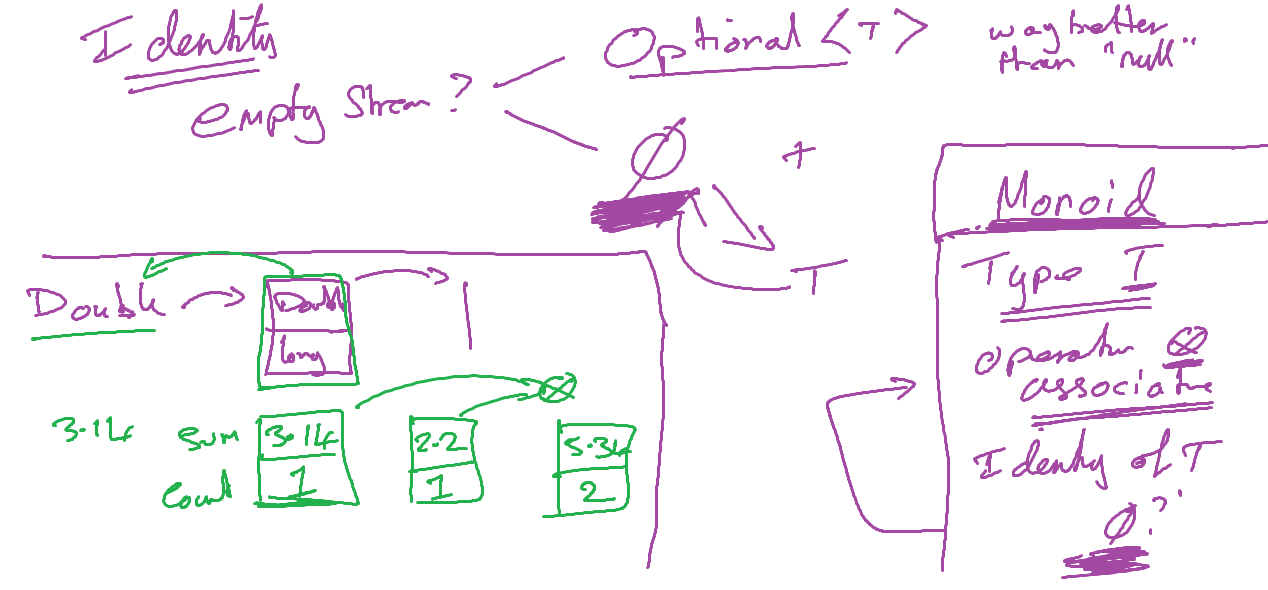 Identity
empty Stream?
Optional <T>
way better
than "null"
Ø
+
T
Double
Double
long
3.14
sum 3.14
count 1
2.2
1
⊗
5.34
2
Monoid
Type T
Operator ⊗
associative
Identity of T
Ø?